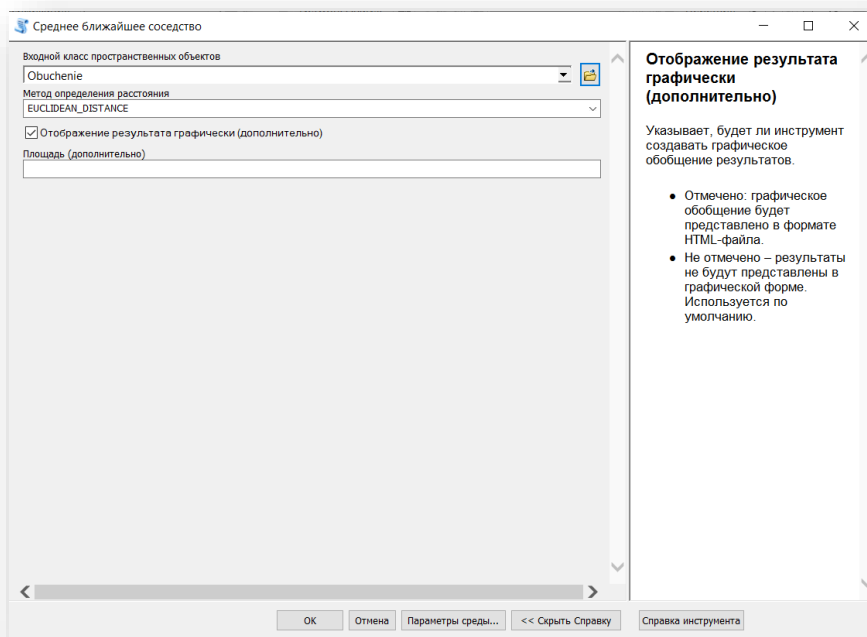 Среднее ближайшее соседство
Входной класс пространственных объектов
Obuchenie
Метод определения расстояния
EUCLIDEAN_DISTANCE
Отображение результата графически (дополнительно)
Площадь (дополнительно)
Отображение результата
графически
(дополнительно)
Указывает, будет ли инструмент
создавать графическое
обобщение результатов.
● Отмечено: графическое
обобщение будет
представлено в формате
HTML-файла.
● Не отмечено – результаты
не будут представлены в
графической форме.
Используется по
умолчанию.
ОК Отмена Параметры среды... << Скрыть Справку Справка инструмента